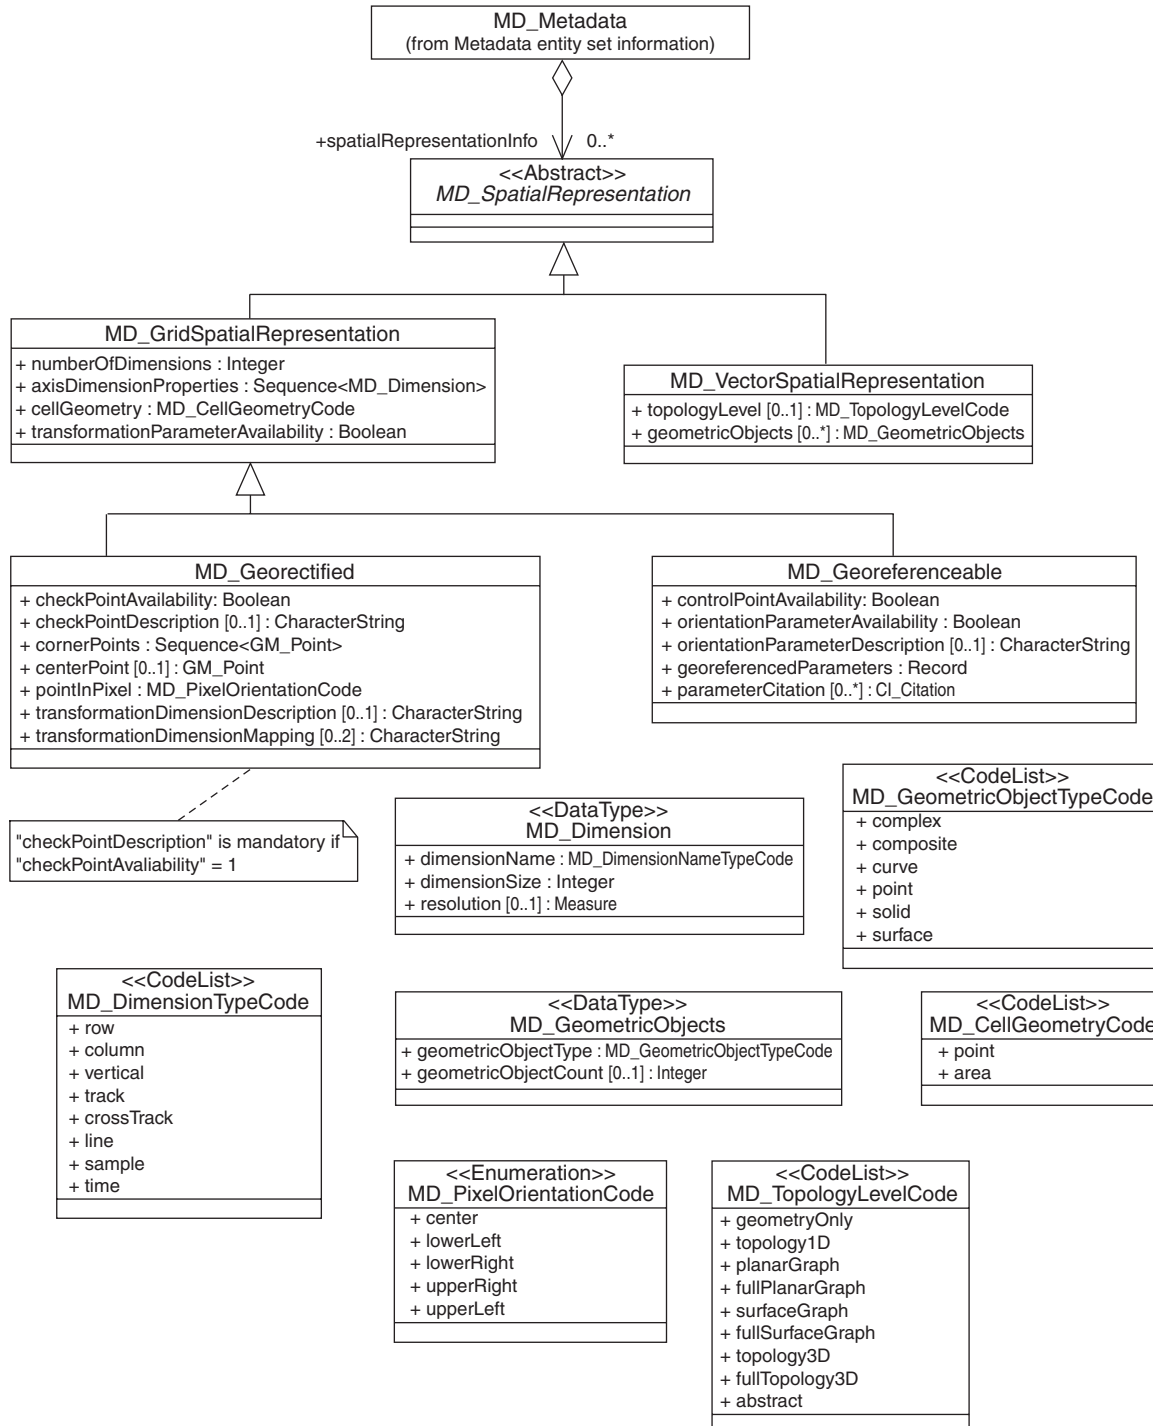 MD_Metadata
(from Metadata entity set information)
+spatialRepresentationInfo 0..*
<<Abstract>>
MD_SpatialRepresentation
MD_GridSpatialRepresentation
+ numberOfDimensions : Integer
+ axisDimensionProperties : Sequence<MD_Dimension>
+ cellGeometry : MD_CellGeometryCode
+ transformationParameterAvailability : Boolean
MD_VectorSpatialRepresentation
+ topologyLevel [0..1] : MD_TopologyLevelCode
+ geometricObjects [0..*] : MD_GeometricObjects
MD_Georectified
+ checkPointAvailability: Boolean
+ checkPointDescription [0..1] : CharacterString
+ cornerPoints : Sequence<GM_Point>
+ centerPoint [0..1] : GM_Point
+ pointInPixel : MD_PixelOrientationCode
+ transformationDimensionDescription [0..1] : CharacterString
+ transformationDimensionMapping [0..2] : CharacterString
MD_Georeferenceable
+ controlPointAvailability: Boolean
+ orientationParameterAvailability : Boolean
+ orientationParameterDescription [0..1] : CharacterString
+ georeferencedParameters : Record
+ parameterCitation [0..*] : CI_Citation
"checkPointDescription" is mandatory if
"checkPointAvaliability" = 1
<<DataType>>
MD_Dimension
+ dimensionName : MD_DimensionNameTypeCode
+ dimensionSize : Integer
+ resolution [0..1] : Measure
<<CodeList>>
MD_GeometricObjectTypeCode
+ complex
+ composite
+ curve
+ point
+ solid
+ surface
<<CodeList>>
MD_DimensionTypeCode
+ row
+ column
+ vertical
+ track
+ crossTrack
+ line
+ sample
+ time
<<DataType>>
MD_GeometricObjects
+ geometricObjectType : MD_GeometricObjectTypeCode
+ geometricObjectCount [0..1] : Integer
<<CodeList>>
MD_CellGeometryCode
+ point
+ area
<<Enumeration>>
MD_PixelOrientationCode
+ center
+ lowerLeft
+ lowerRight
+ upperRight
+ upperLeft
<<CodeList>>
MD_TopologyLevelCode
+ geometryOnly
+ topology1D
+ planarGraph
+ fullPlanarGraph
+ surfaceGraph
+ fullSurfaceGraph
+ topology3D
+ fullTopology3D
+ abstract